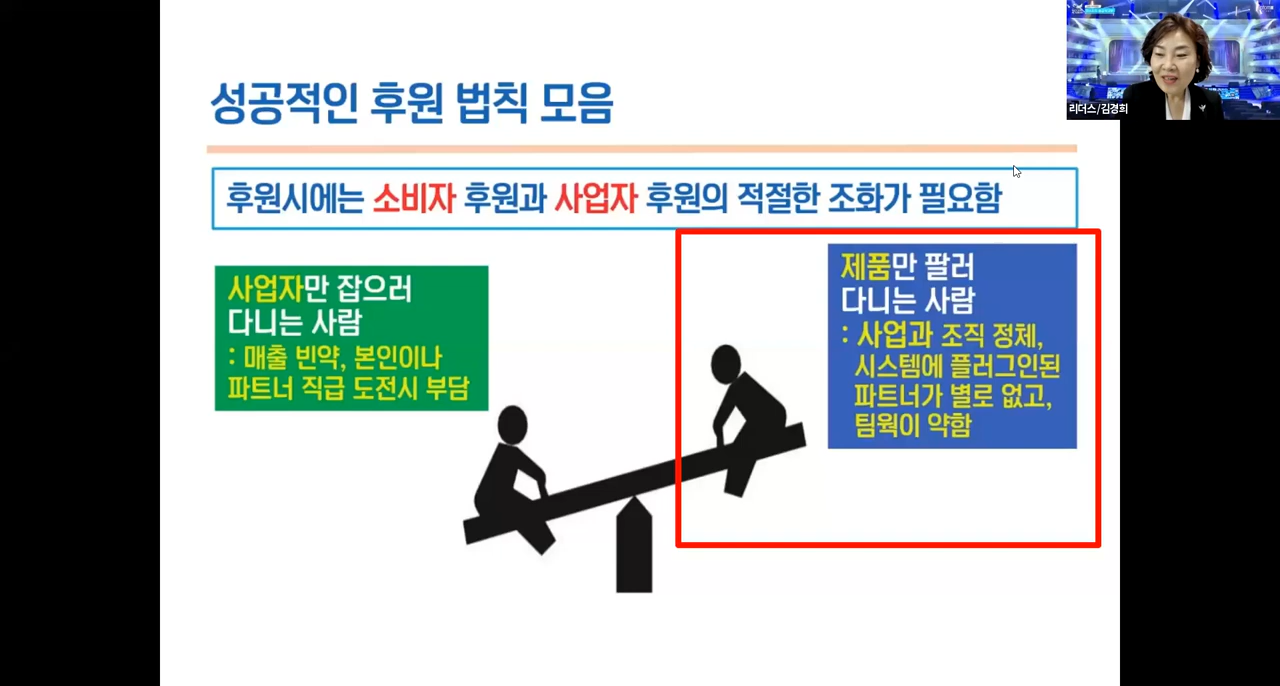 리더스/김경희
성공적인 후원 법칙 모음
후원시에는 소비자 후원과 사업자 후원의 적절한 조화가 필요함
사업자만 잡으러
다니는 사람
: 매출 빈약, 본인이나
파트너 직급 도전시 부담
제품만 팔러
다니는 사람
: 사업과 조직 정체,
시스템에 플러그인된
파트너가 별로 없고,
팀웍이 약함